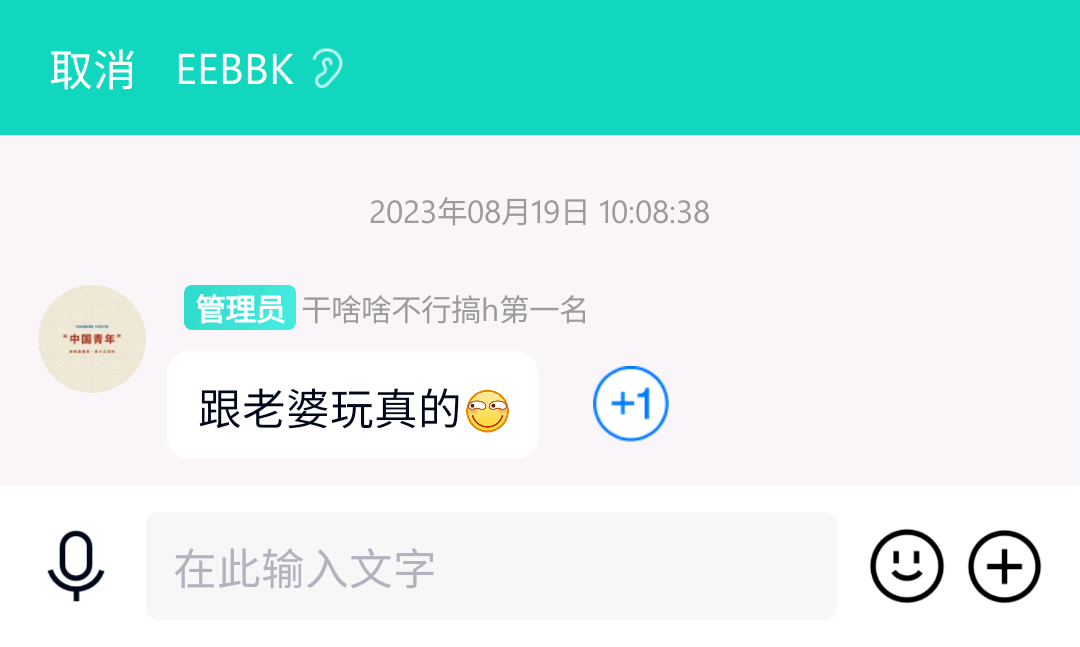 取消 EEBBK
2023年08月19日 10:08:38
管理员 干啥啥不行搞h第一名
"中国青年"
跟老婆玩真的
+1
在此输入文字